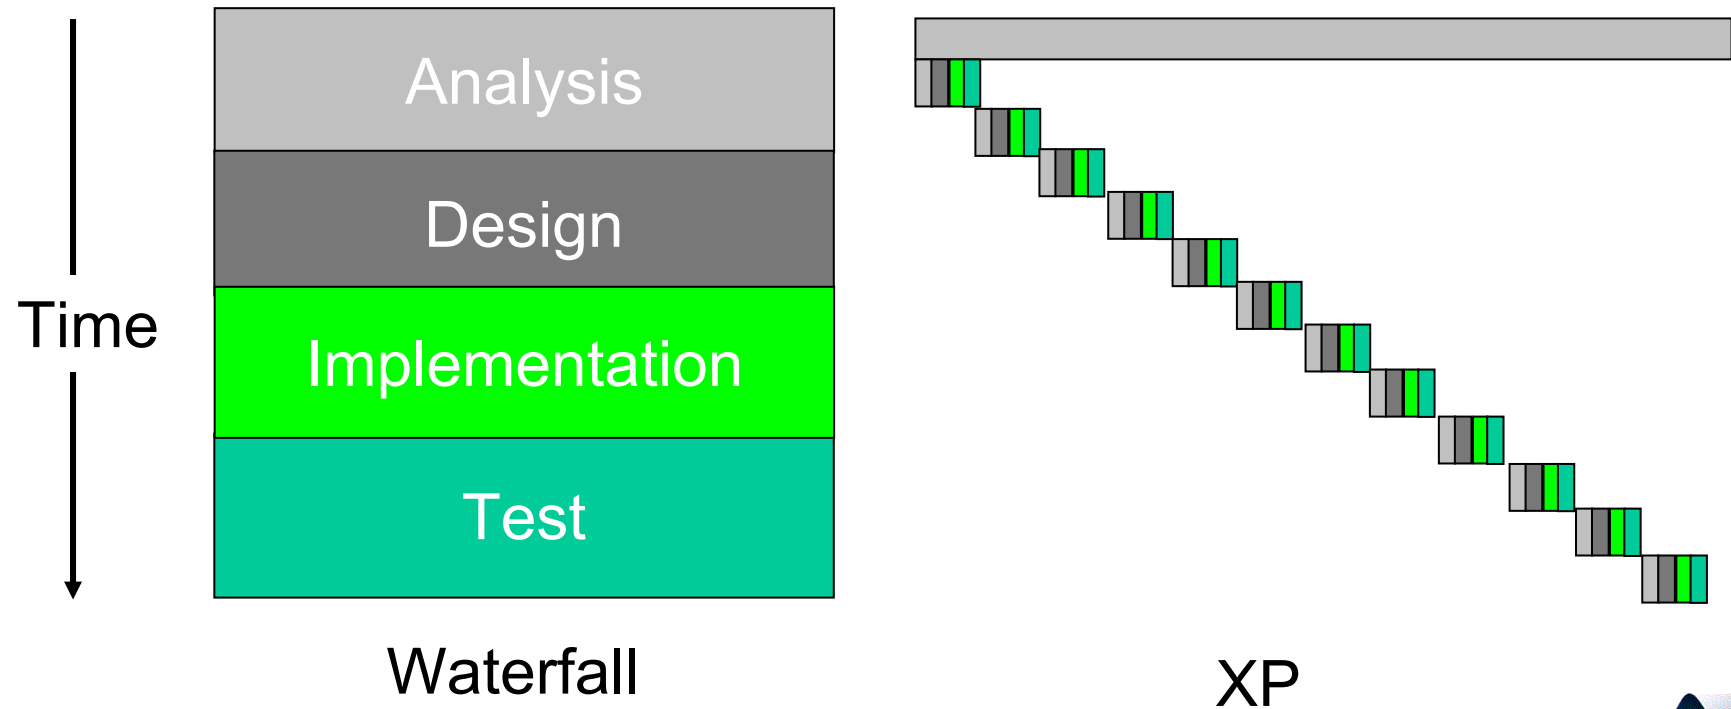 Time
Analysis
Design
Implementation
Test
Waterfall
XP